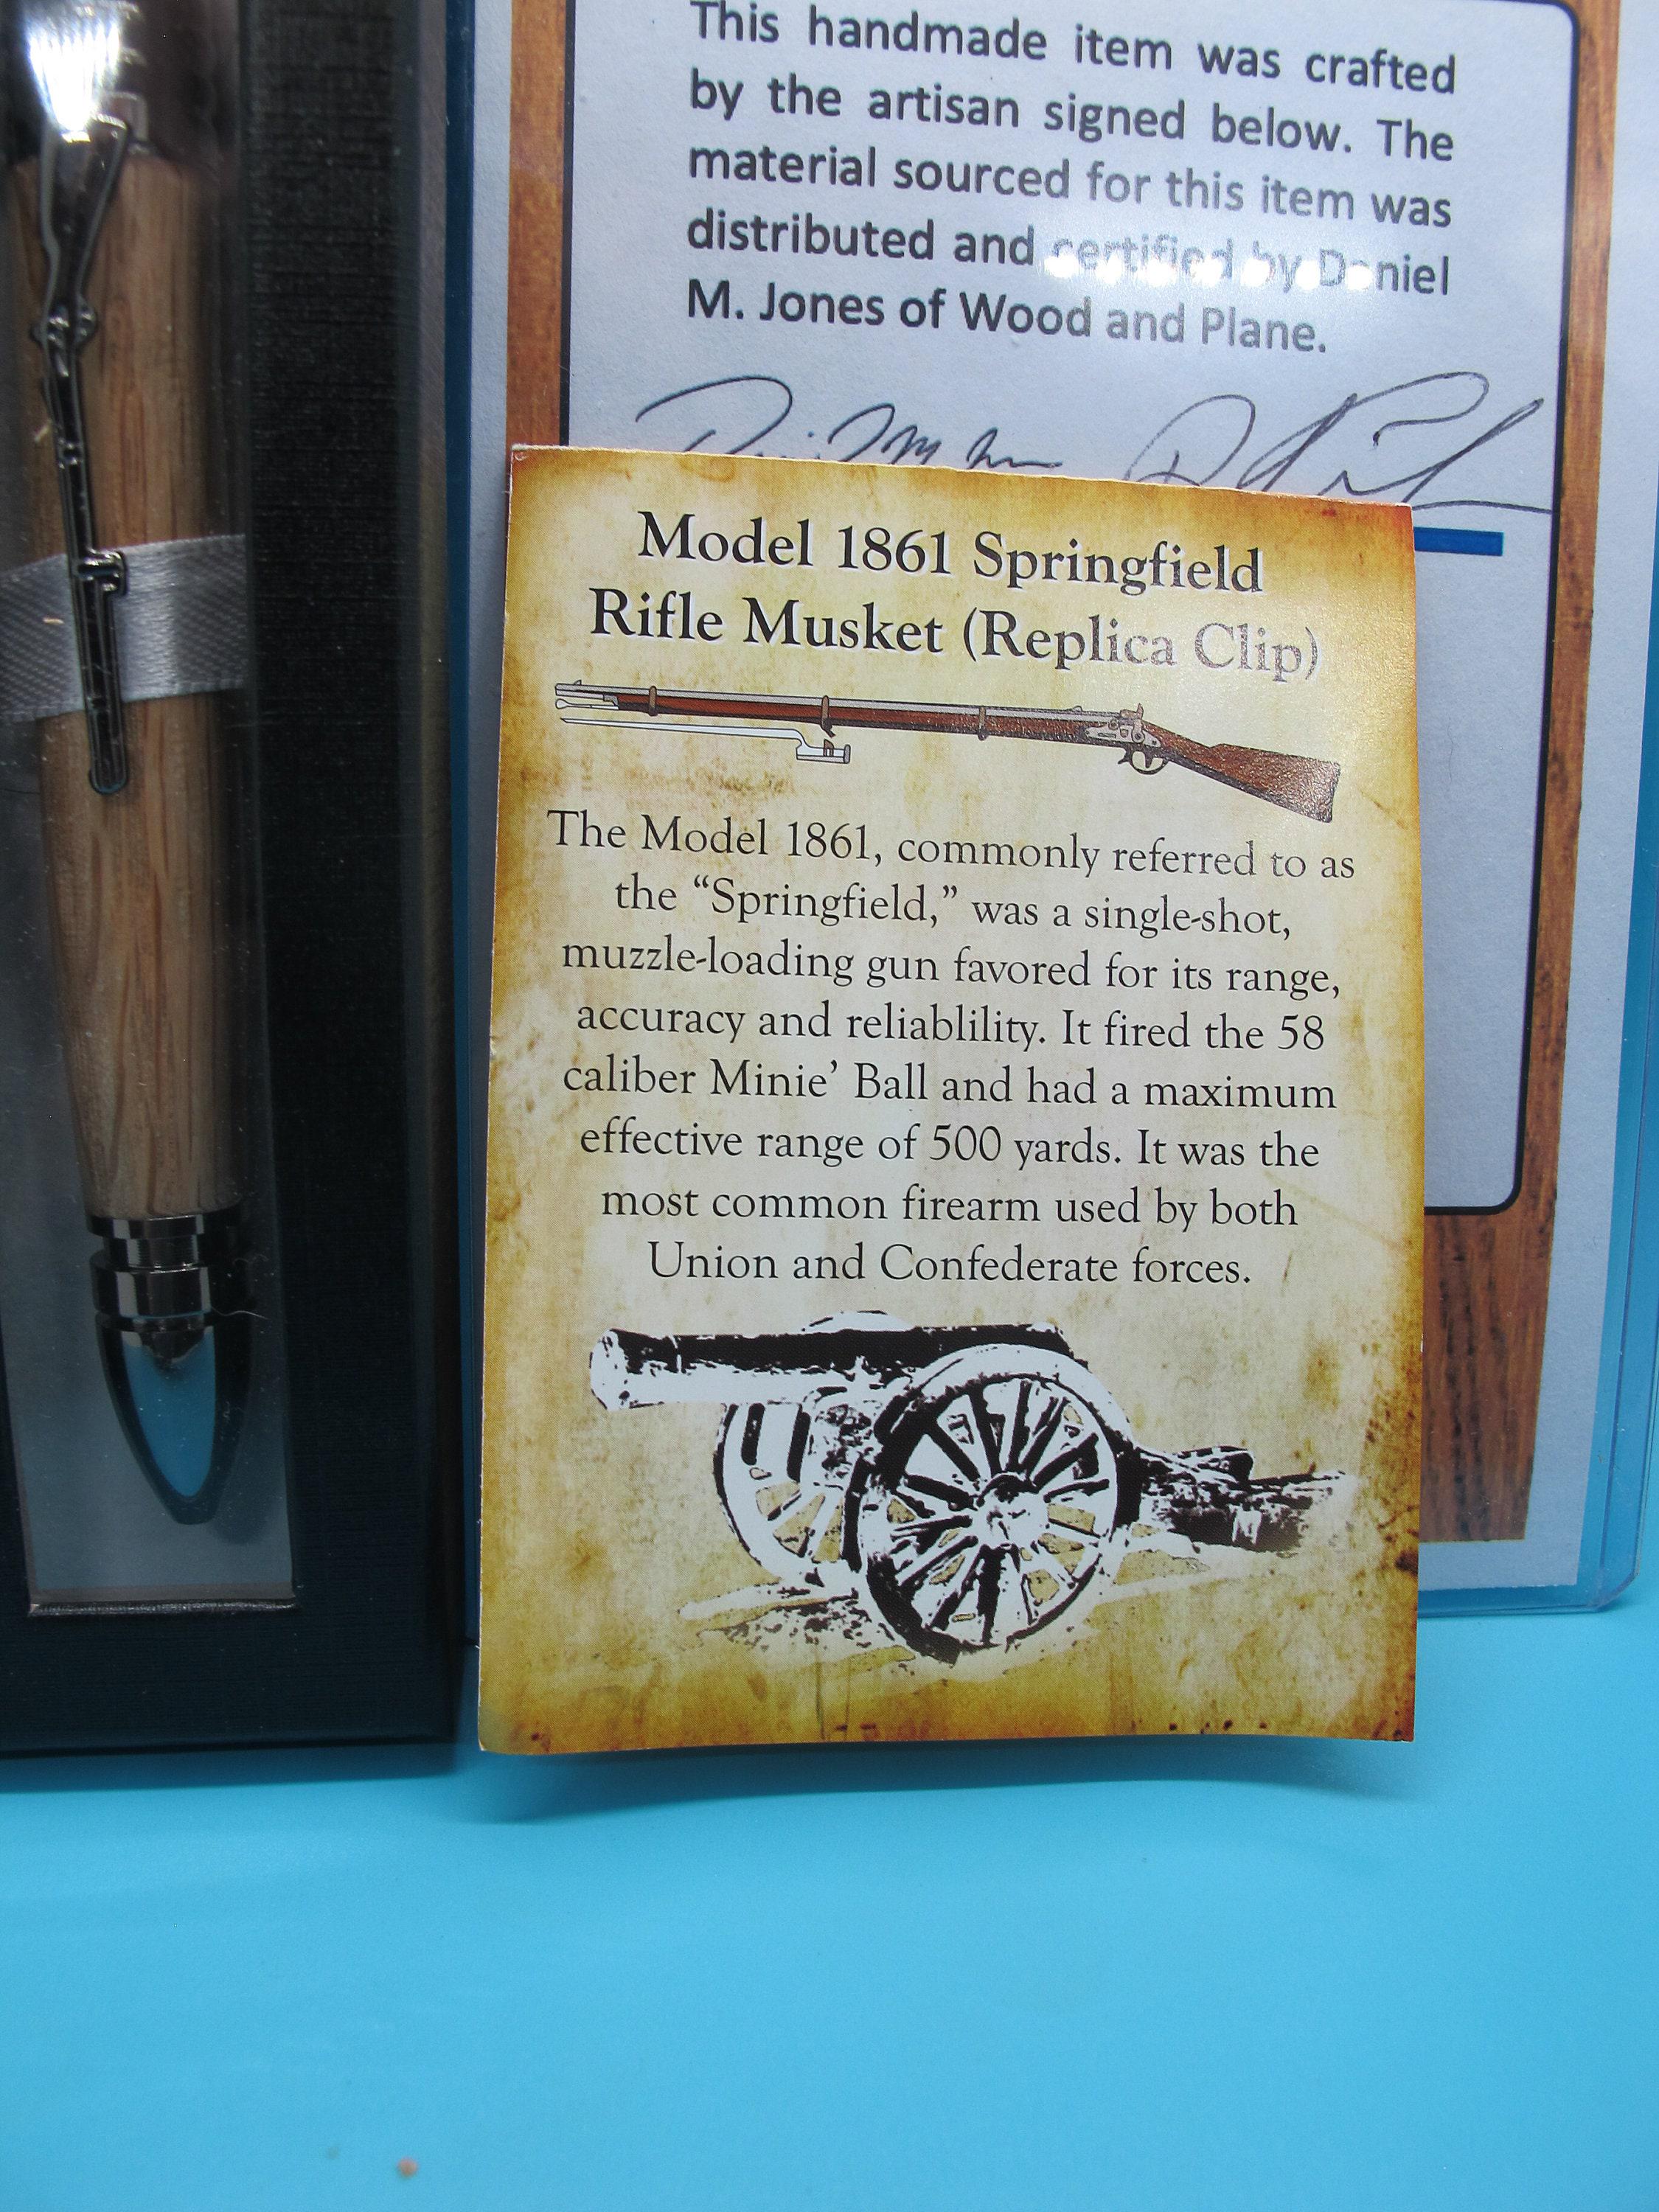 This handmade item was crafted
by the artisan signed below. The
material sourced for this item was
distributed and certified by Daniel
M. Jones of Wood and Plane.
Model 1861 Springfield
Rifle Musket (Replica Clip)
The Model 1861, commonly referred to as
the “Springfield,” was a single-shot,
muzzle-loading gun favored for its range,
accuracy and reliablility. It fired the 58
caliber Minie’ Ball and had a maximum
effective range of 500 yards. It was the
most common firearm used by both
Union and Confederate forces.